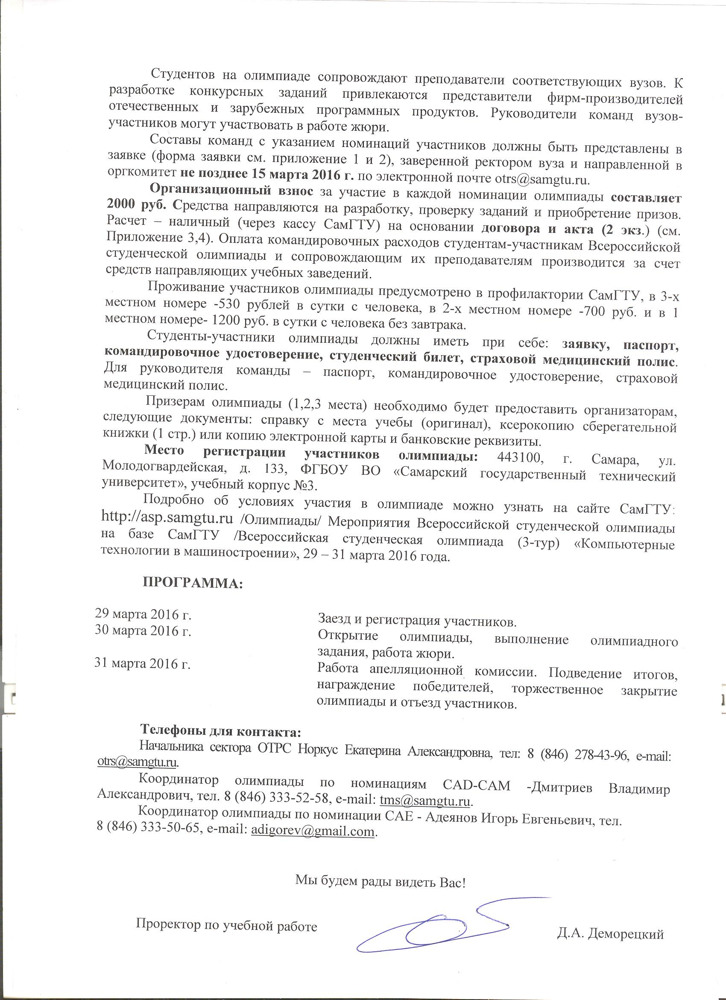 Студентов на олимпиаде сопровождают преподаватели соответствующих вузов. К
разработке конкурсных заданий привлекаются представители фирм-производителей
отечественных и зарубежных программных продуктов. Руководители команд вузов-
участников могут участвовать в работе жюри.
Составы команд с указанием номинаций участников должны быть представлены в
заявке (форма заявки см. приложение 1 и 2), заверенной ректором вуза и направленной в
оргкомитет не позднее 15 марта 2016 г. по электронной почте otrs@samgtu.ru.
Организационный взнос за участие в каждой номинации олимпиады составляет
2000 руб. Средства направляются на разработку, проверку заданий и приобретение призов.
Расчет – наличный (через кассу СамГТУ) на основании договора и акта (2 экз.) (см.
Приложение 3,4). Оплата командировочных расходов студентам-участникам Всероссийской
студенческой олимпиады и сопровождающим их преподавателям производится за счет
средств направляющих учебных заведений.
Проживание участников олимпиады предусмотрено в профилактории СамГТУ, в 3-х
местном номере -530 рублей в сутки с человека, в 2-х местном номере -700 руб. и в 1
местном номере- 1200 руб. в сутки с человека без завтрака.
Студенты-участники олимпиады должны иметь при себе: заявку, паспорт,
командировочное удостоверение, студенческий билет, страховой медицинский полис.
Для руководителя команды – паспорт, командировочное удостоверение, страховой
медицинский полис.
Призерам олимпиады (1,2,3 места) необходимо будет предоставить организаторам,
следующие документы: справку с места учебы (оригинал), ксерокопию сберегательной
книжки (1 стр.) или копию электронной карты и банковские реквизиты.
Место регистрации участников олимпиады: 443100, г. Самара, ул.
Молодогвардейская, д. 133, ФГБОУ ВО «Самарский государственный технический
университет», учебный корпус №3.
Подробно об условиях участия в олимпиаде можно узнать на сайте СамГТУ:
http://asp.samgtu.ru /Олимпиады/ Мероприятия Всероссийской студенческой олимпиады
на базе СамГТУ /Всероссийская студенческая олимпиада (3-тур) «Компьютерные
технологии в машиностроении», 29 – 31 марта 2016 года.
ПРОГРАММА:
29 марта 2016 г. Заезд и регистрация участников.
30 марта 2016 г. Открытие олимпиады, выполнение олимпиадного
задания, работа жюри.
31 марта 2016 г. Работа апелляционной комиссии. Подведение итогов,
награждение победителей, торжественное закрытие
олимпиады и отъезд участников.
Телефоны для контакта:
Начальника сектора ОТРС Норкус Екатерина Александровна, тел: 8 (846) 278-43-96, e-mail:
otrs@samgtu.ru.
Координатор олимпиады по номинациям CAD-CAM -Дмитриев Владимир
Александрович, тел. 8 (846) 333-52-58, e-mail: tms@samgtu.ru.
Координатор олимпиады по номинации CAE - Адеянов Игорь Евгеньевич, тел.
8 (846) 333-50-65, e-mail: adigorev@gmail.com.
Мы будем рады видеть Вас!
Проректор по учебной работе Д.А. Деморецкий